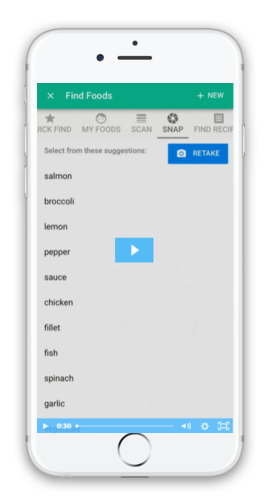 Find Foods
+ NEW
ICK FIND
MY FOODS
SCAN
SNAP
FIND RECIP
Select from these suggestions:
RETAKE
salmon
broccoli
lemon
pepper
sauce
chicken
fillet
fish
spinach
garlic
0:30